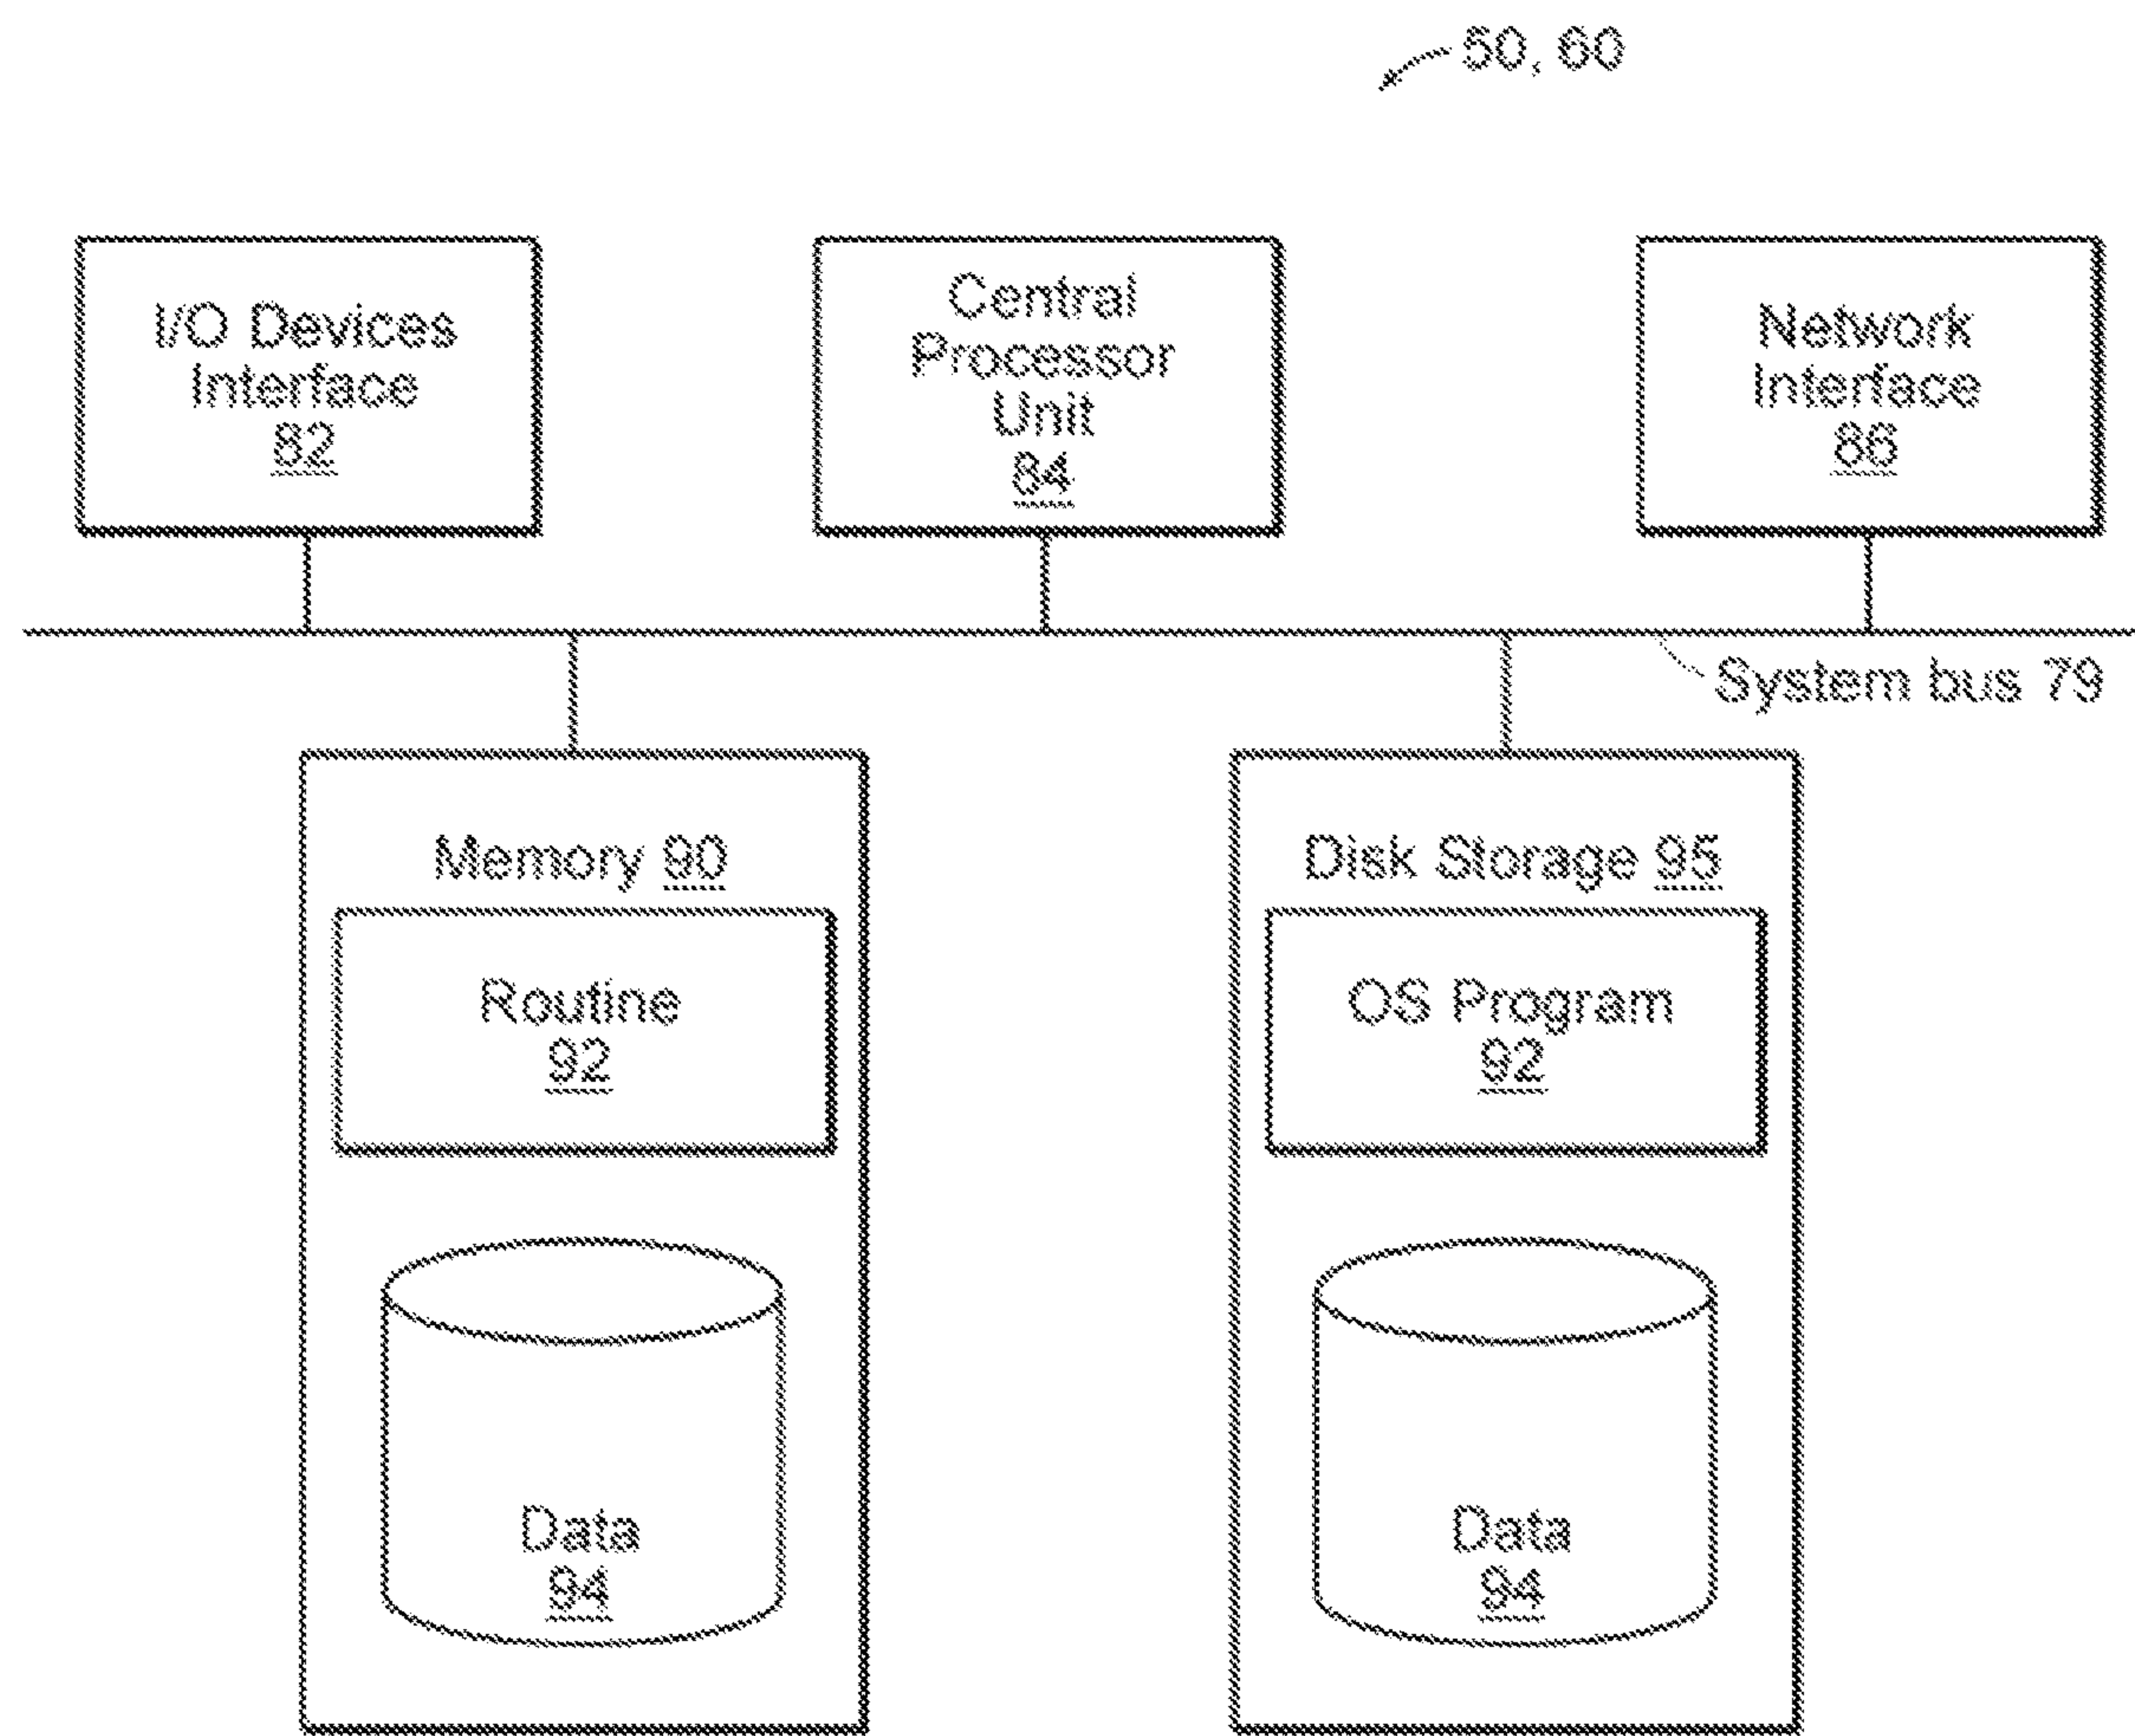 50, 60
I/O Devices
Interface
82
Central
Processor
Unit
84
Network
Interface
86
System bus 79
Memory 90
Routine
92
Data
94
Disk Storage 95
OS Program
92
Data
94